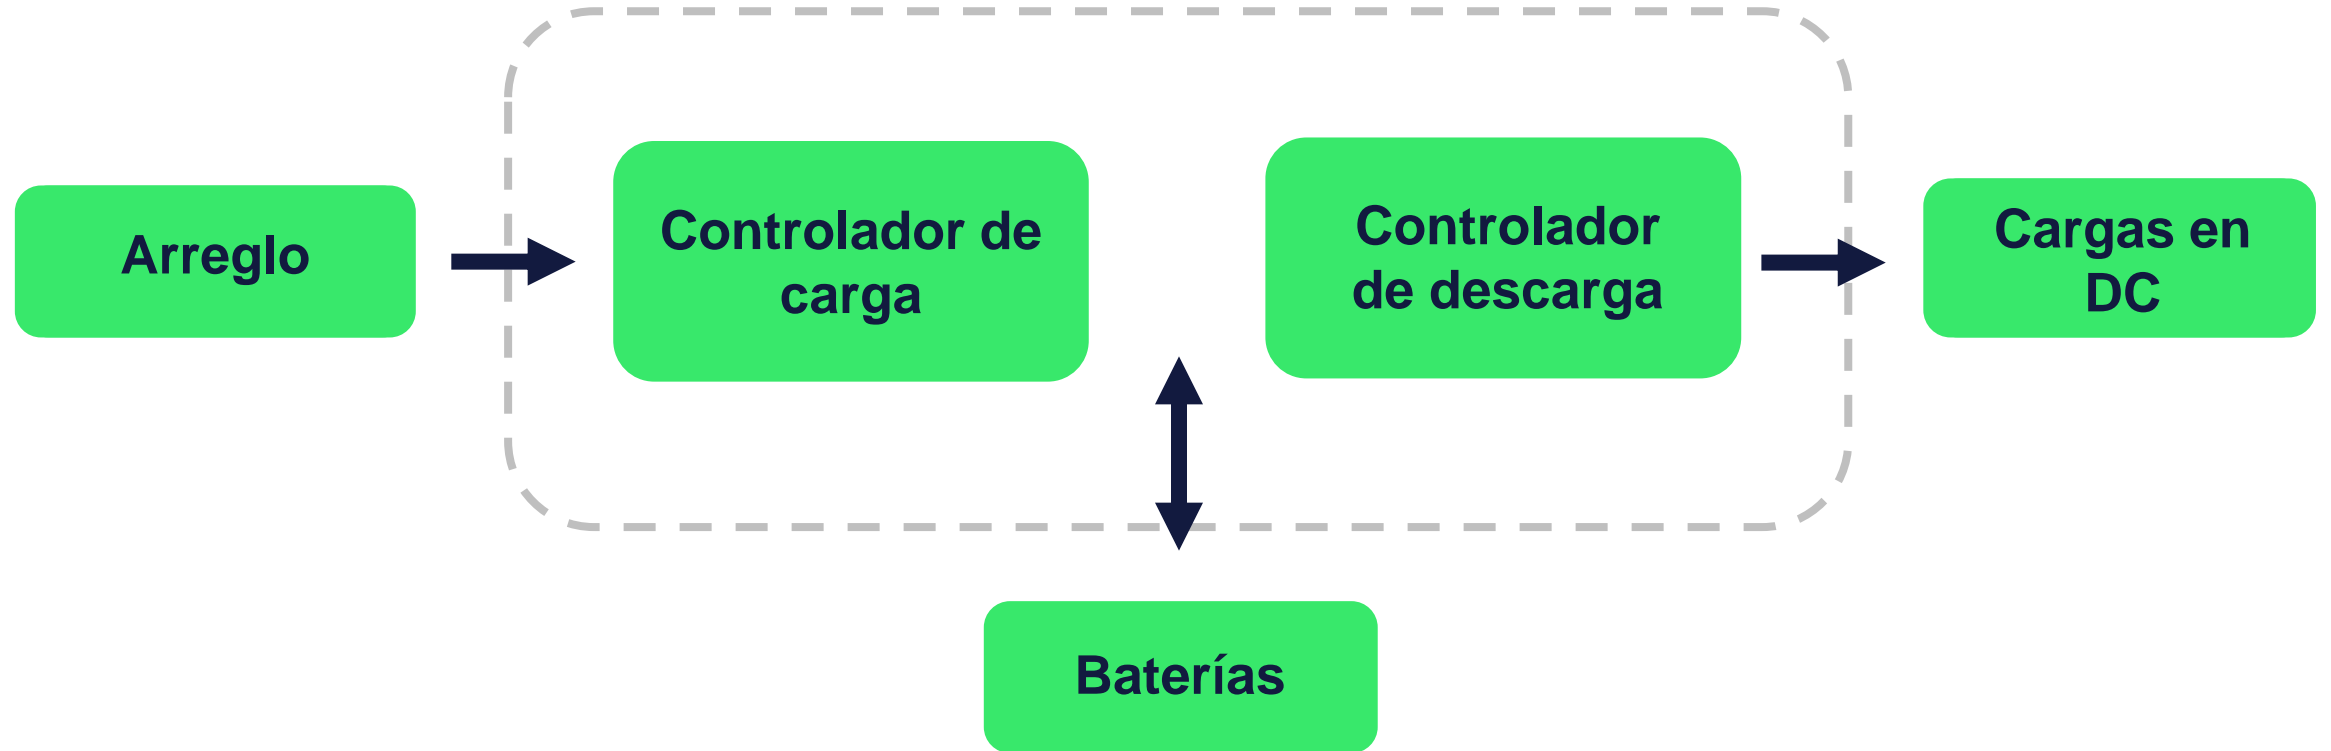 Arreglo
Controlador de
carga
Controlador
de descarga
Cargas en
DC
Baterías